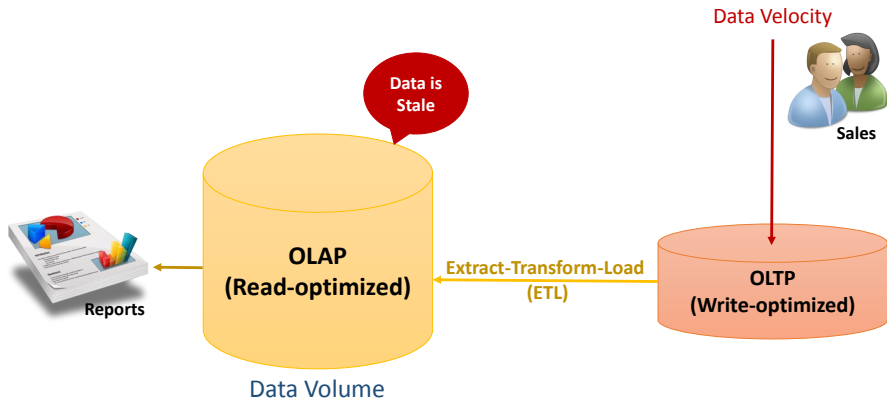 Data Velocity
Data is
Stale
Sales
OLAP
(Read-optimized)
Extract-Transform-Load
(ETL)
OLTP
(Write-optimized)
Reports
Data Volume